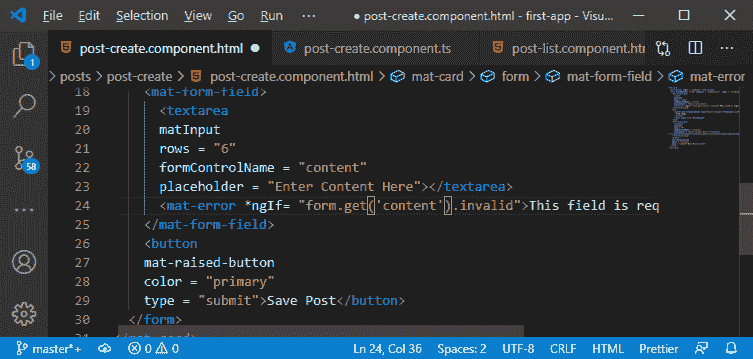 File Edit Selection View Go Run ... ● post-create.component.html - first-app - Visu...
post-create.component.html ● post-create.component.ts post-list.component.htm
posts > post-create > post-create.component.html > mat-card > form > mat-form-field > mat-error
18 <mat-form-field>
19 <textarea
20 matInput
21 rows = "6"
22 formControlName = "content"
23 placeholder = "Enter Content Here"></textarea>
24 <mat-error *ngIf= "form.get('content').invalid">This field is req
25 </mat-form-field>
26 <button
27 mat-raised-button
28 color = "primary"
29 type = "submit">Save Post</button>
30 </form>
1
58
master*+ 0 0 Ln 24, Col 36 Spaces: 2 UTF-8 CRLF HTML Prettier